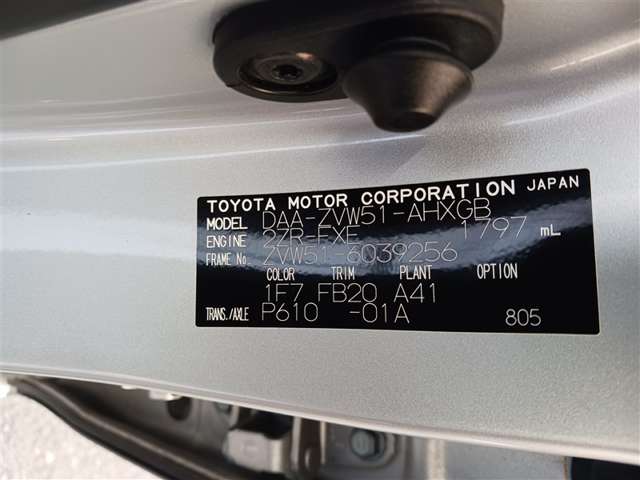 TOYOTA MOTOR CORPORATION JAPAN
MODEL DAA-ZVW51-AHXGB
ENGINE 2ZR-FXE 1797 mL
FRAME No. ZVW51-6039256
COLOR TRIM PLANT OPTION
1F7 FB20 A41
TRANS./AXLE P610 -01A 805